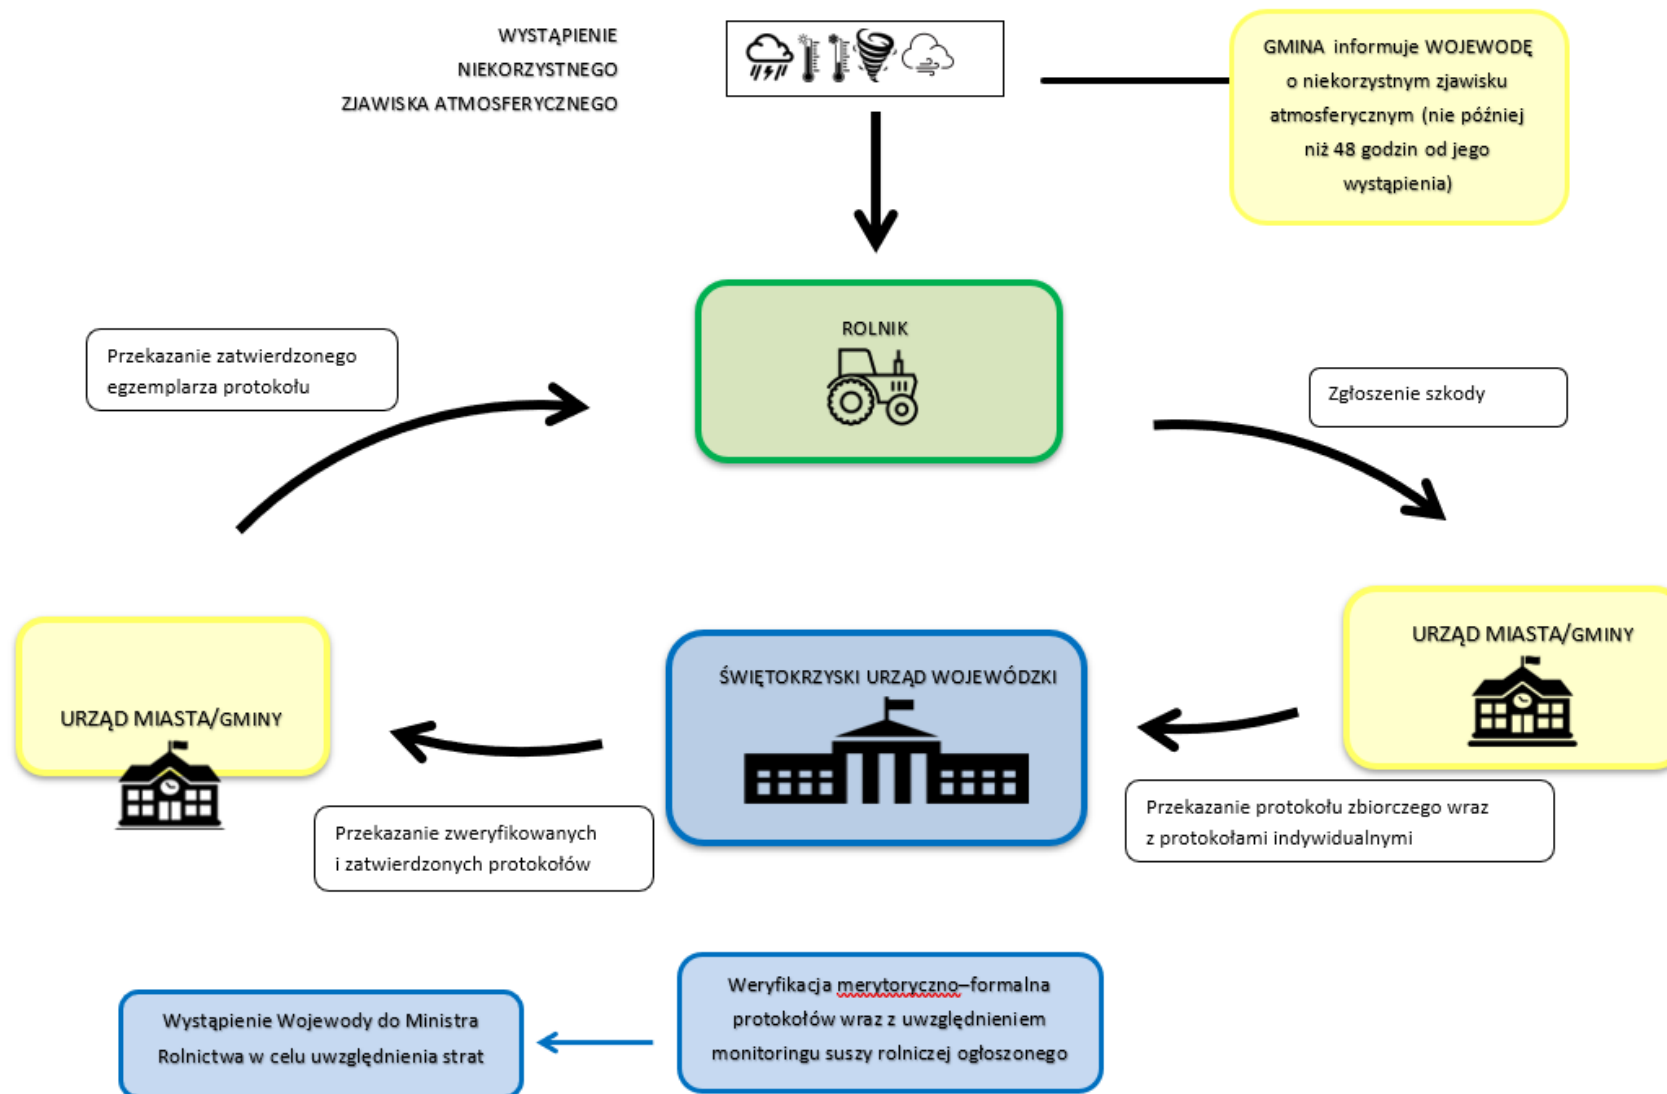 WYSTĄPIENIE
NIEKORZYSTNEGO
ZJAWISKA ATMOSFERYCZNEGO
GMINA informuje WOJEWODĘ
o niekorzystnym zjawisku
atmosferycznym (nie później
niż 48 godzin od jego
wystąpienia)
ROLNIK
Przekazanie zatwierdzonego
egzemplarza protokołu
Zgłoszenie szkody
URZĄD MIASTA/GMINY
ŚWIĘTOKRZYSKI URZĄD WOJEWÓDZKI
URZĄD MIASTA/GMINY
Przekazanie zweryfikowanych
i zatwierdzonych protokołów
Przekazanie protokołu zbiorczego wraz
z protokołami indywidualnymi
Weryfikacja merytoryczno–formalna
protokołów wraz z uwzględnieniem
monitoringu suszy rolniczej ogłoszonego
Wystąpienie Wojewody do Ministra
Rolnictwa w celu uwzględnienia strat